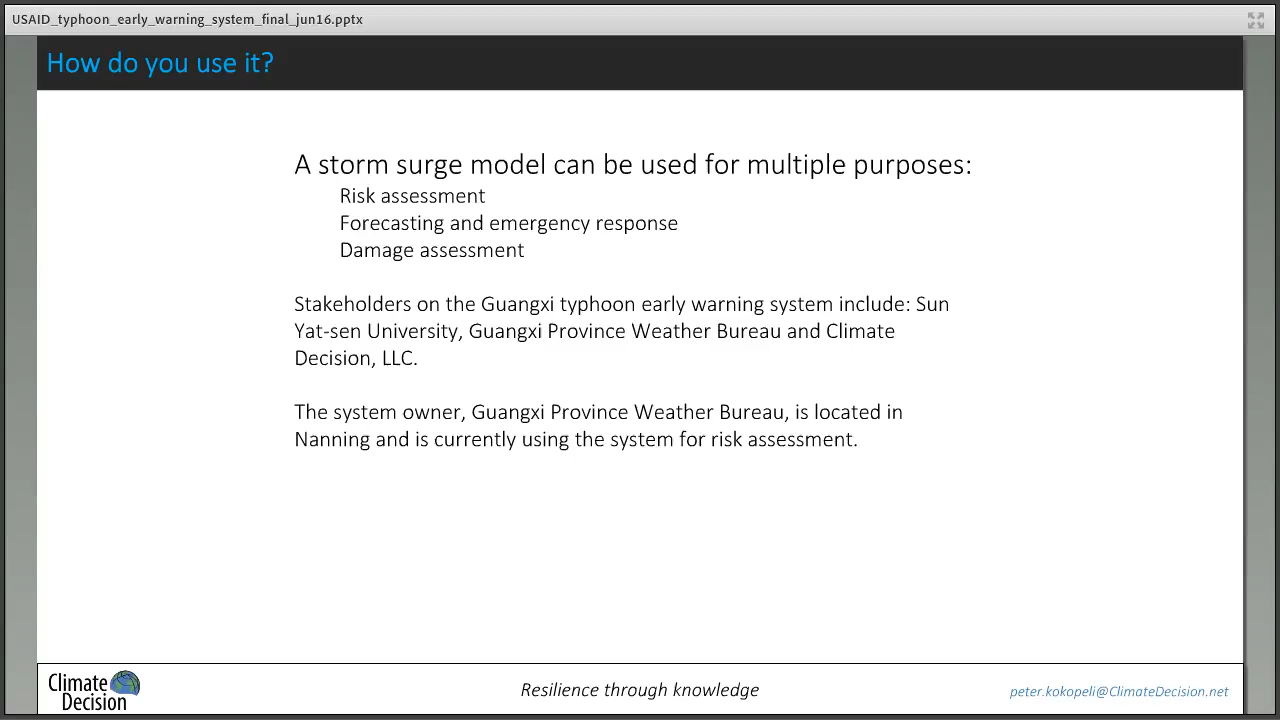 USAID_typhoon_early_warning_system_final_jun16.pptx
How do you use it?
A storm surge model can be used for multiple purposes:
Risk assessment
Forecasting and emergency response
Damage assessment
Stakeholders on the Guangxi typhoon early warning system include: Sun
Yat-sen University, Guangxi Province Weather Bureau and Climate
Decision, LLC.
The system owner, Guangxi Province Weather Bureau, is located in
Nanning and is currently using the system for risk assessment.
Climate
Decision
Resilience through knowledge
peter.kokopeli@ClimateDecision.net